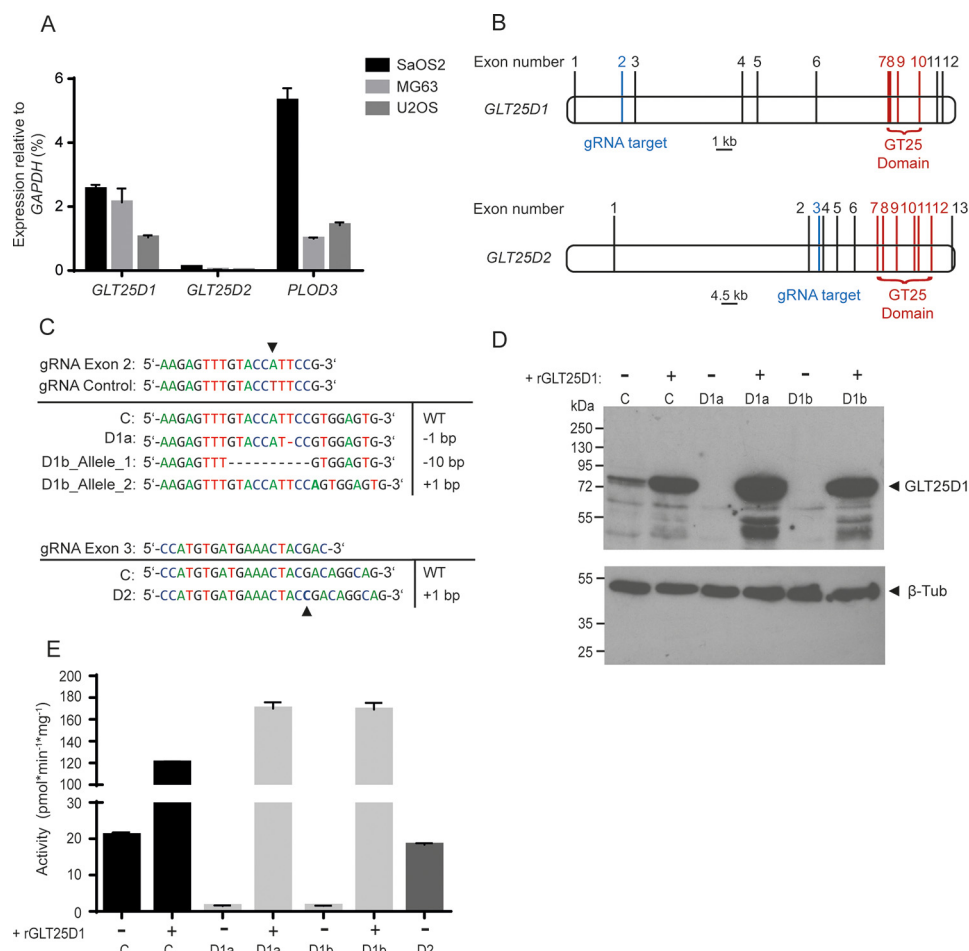 A
SaOS2
MG63
U2OS
Expression relative to
GAPDH (%)
6
4
2
0
GLT25D1 GLT25D2 PLOD3
B
Exon number 1 2 3 4 5 6 7 8 9 10 11 12
GLT25D1
gRNA target
1 kb
GT25
Domain
Exon number 1 2 3 4 5 6 7 8 9 10 11 12 13
GLT25D2
4.5 kb
gRNA target
GT25
Domain
C
gRNA Exon 2: 5‘-AAGAGTTTGTACCATTCCG-3‘
gRNA Control: 5‘-AAGAGTTTGTACCTTTCCG-3‘
C: 5‘-AAGAGTTTGTACCATTCCGTGGAGTG-3‘ WT
D1a: 5‘-AAGAGTTTGTACCAT-CCGTGGAGTG-3‘ -1 bp
D1b_Allele_1: 5‘-AAGAGTTT----------GTGGAGTG-3‘ -10 bp
D1b_Allele_2: 5‘-AAGAGTTTGTACCATTCCAGTGGAGTG-3‘ +1 bp
gRNA Exon 3: 5‘-CCATGTGATGAAACTACGAC-3‘
C: 5‘-CCATGTGATGAAACTACGACAGGCAG-3‘ WT
D2: 5‘-CCATGTGATGAAACTACCGACAGGCAG-3‘ +1 bp
D
+ rGLT25D1: - + - + - +
kDa C C D1a D1a D1b D1b
250
130
95
72
55
GLT25D1
55
35
25
β-Tub
E
Activity (pmol*min⁻¹*mg⁻¹)
200
180
160
140
120
100
30
20
10
0
+ rGLT25D1 - + - + - + -
C C D1a D1a D1b D1b D2